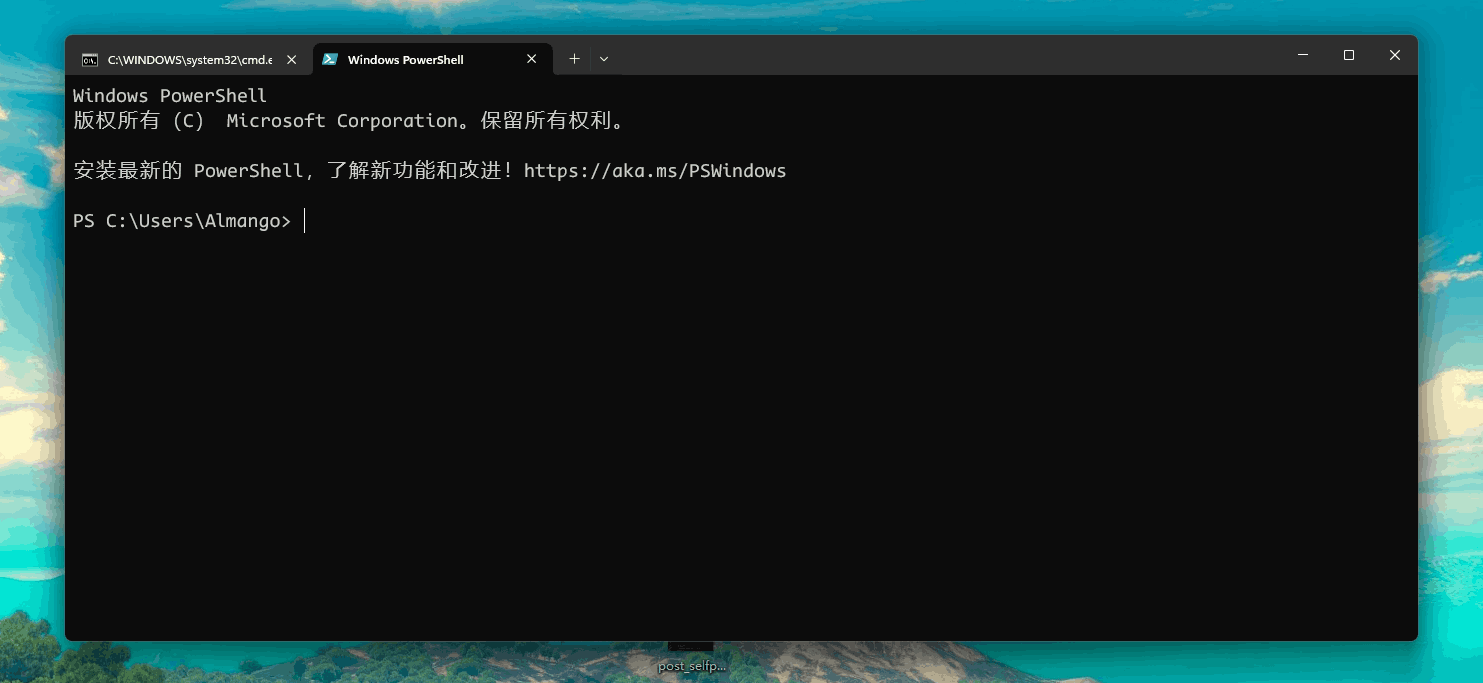 C:\WINDOWS\system32\cmd.e
Windows PowerShell
Windows PowerShell
版权所有 (C)  Microsoft Corporation。保留所有权利。
安装最新的 PowerShell，了解新功能和改进！https://aka.ms/PSWindows
PS C:\Users\Almango>
post_selfp...